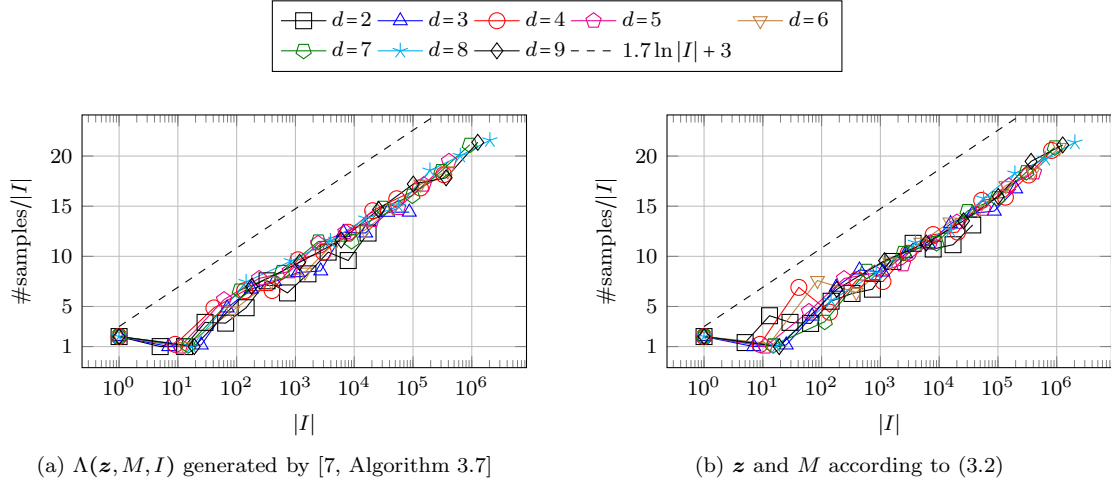 d=2 d=3 d=4 d=5 d=6
d=7 d=8 d=9 1.7 ln |I| + 3
#samples/|I|
20
15
10
5
1
10^0 10^1 10^2 10^3 10^4 10^5 10^6
|I|
(a) Λ(z, M, I) generated by [7, Algorithm 3.7]
#samples/|I|
20
15
10
5
1
10^0 10^1 10^2 10^3 10^4 10^5 10^6
|I|
(b) z and M according to (3.2)